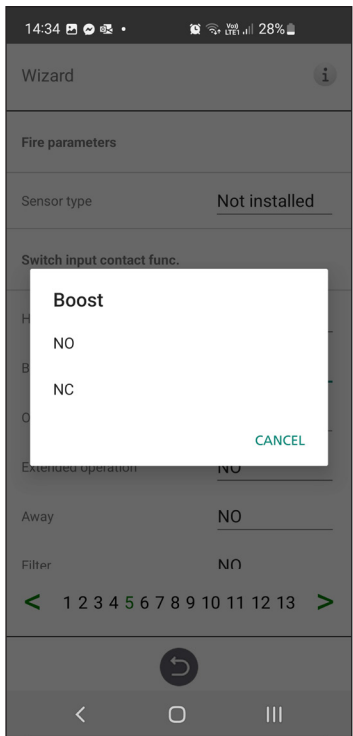 14:34 Vo)) LTE1 28%
Wizard i
Fire parameters
Sensor type Not installed
Switch input contact func.
Boost
H
NO
B
NC
O
CANCEL
Extended operation NO
Away NO
Filter NO
< 1 2 3 4 5 6 7 8 9 10 11 12 13 >